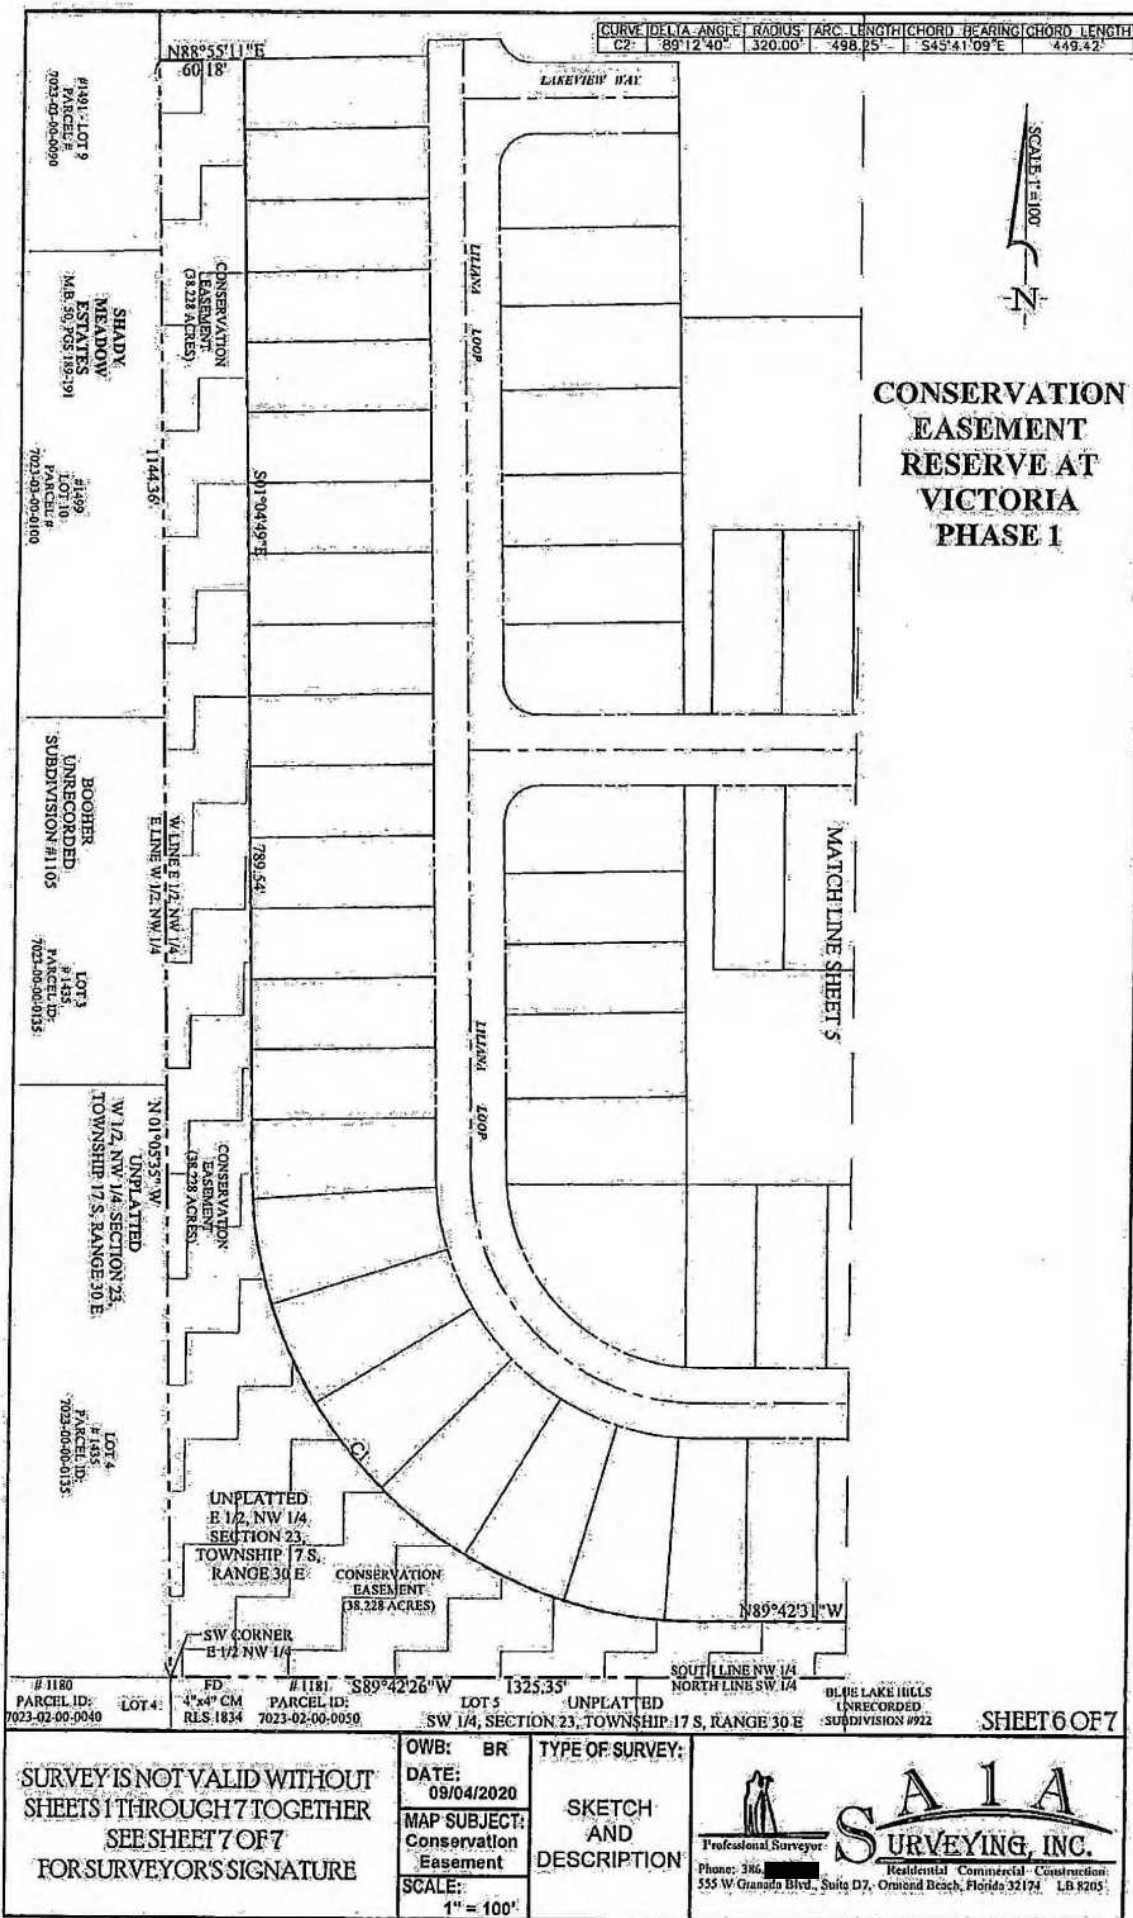 CURVE DELTA ANGLE RADIUS ARC LENGTH CHORD BEARING CHORD LENGTH
C2 89°12'40" 320.00' 498.25' S45°41'09"E 449.42'
N88°55'11"E
60.18'
LAKEVIEW WAY
SCALE 1"=100'
N
#1491 - LOT 9
PARCEL #
7023-03-00-0090
SHADY
MEADOW
ESTATES
M.B. 50, PGS 189-191
CONSERVATION
EASEMENT
(38.228 ACRES)
LILIANA LOOP
CONSERVATION
EASEMENT
RESERVE AT
VICTORIA
PHASE 1
#1499
LOT 10
PARCEL #
7023-03-00-0100
1144.36'
S01°04'49"E
BOOHER
UNRECORDED
SUBDIVISION #1105
W LINE E 1/2, NW 1/4
E LINE W 1/2, NW 1/4
789.54'
MATCH LINE SHEET 5
LOT 3
# 1435
PARCEL ID:
7023-00-00-0135
LILIANA LOOP
N01°05'35"W
UNPLATTED
W 1/2, NW 1/4, SECTION 23,
TOWNSHIP 17 S, RANGE 30 E
CONSERVATION
EASEMENT
(38.228 ACRES)
LOT 4
# 1435
PARCEL ID:
7023-00-00-0135
C1
UNPLATTED
E 1/2, NW 1/4
SECTION 23,
TOWNSHIP 17 S,
RANGE 30 E
CONSERVATION
EASEMENT
(38.228 ACRES)
N89°42'31"W
SW CORNER
E 1/2 NW 1/4
SOUTH LINE NW 1/4
NORTH LINE SW 1/4
# 1180
PARCEL ID:
7023-02-00-0040
LOT 4
FD
4"x4" CM
RLS 1834
# 1181
PARCEL ID:
7023-02-00-0050
S89°42'26"W 1325.35'
LOT 5 UNPLATTED
SW 1/4, SECTION 23, TOWNSHIP 17 S, RANGE 30 E
BLUE LAKE HILLS
UNRECORDED
SUBDIVISION #922
SHEET 6 OF 7
SURVEY IS NOT VALID WITHOUT
SHEETS 1 THROUGH 7 TOGETHER
SEE SHEET 7 OF 7
FOR SURVEYOR'S SIGNATURE
OWB: BR
DATE:
09/04/2020
MAP SUBJECT:
Conservation
Easement
SCALE:
1" = 100'
TYPE OF SURVEY:
SKETCH
AND
DESCRIPTION
A1A
SURVEYING, INC.
Professional Surveyor
Residential Commercial Construction
Phone: 386
555 W Granada Blvd., Suite D7, Ormond Beach, Florida 32174 LB 8205